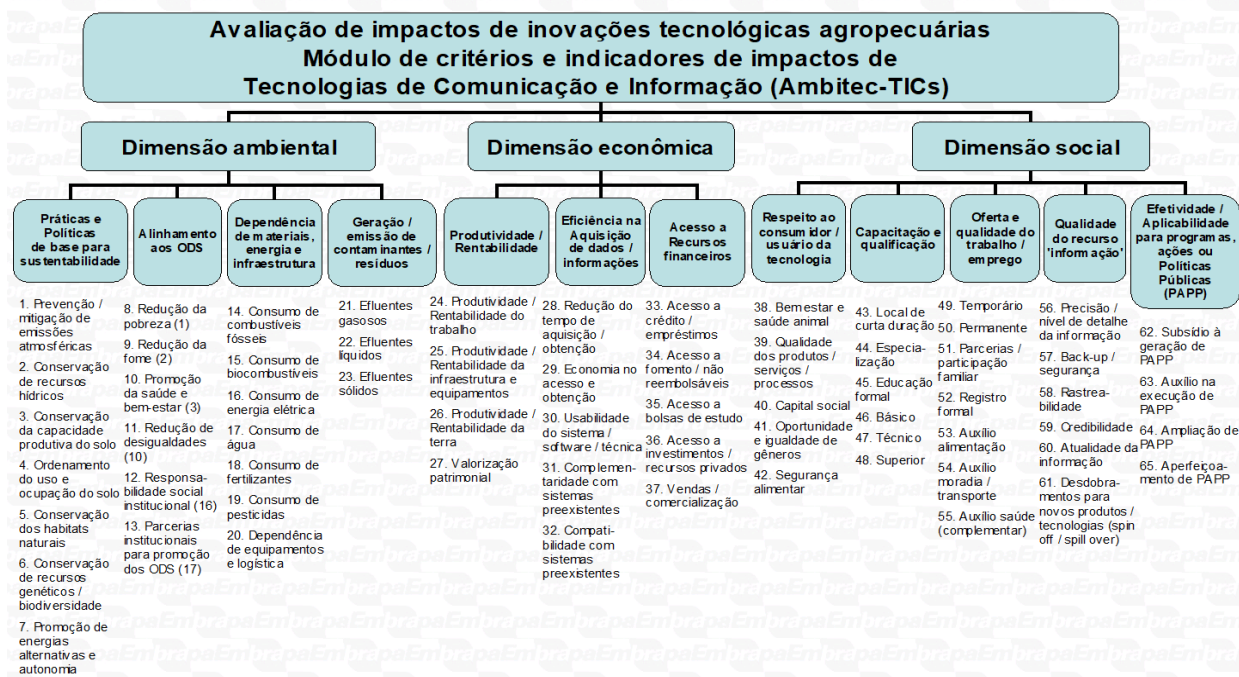 Avaliação de impactos de inovações tecnológicas agropecuárias
Módulo de critérios e indicadores de impactos de
Tecnologias de Comunicação e Informação (Ambitec-TICs)
Dimensão ambiental
Dimensão econômica
Dimensão social
Práticas e
Políticas
de base para
sustentabilidade
Alinhamento
aos ODS
Dependência
de materiais,
energia e
infraestrutura
Geração /
emissão de
contaminantes /
resíduos
Produtividade /
Rentabilidade
Eficiência na
Aquisição
de dados /
informações
Acesso a
Recursos
financeiros
Respeito ao
consumidor /
usuário da
tecnologia
Capacitação e
qualificação
Oferta e
qualidade do
trabalho /
emprego
Qualidade
do recurso
'informação'
Efetividade /
Aplicabilidade
para programas,
ações ou
Políticas
Públicas
(PAPP)
1. Prevenção /
mitigação de
emissões
atmosféricas
2. Conservação
de recursos
hídricos
3. Conservação
da capacidade
produtiva do solo
4. Ordenamento
do uso e
ocupação do solo
5. Conservação
dos habitats
naturais
6. Conservação
de recursos
genéticos /
biodiversidade
7. Promoção de
energias
alternativas e
autonomia
8. Redução da
pobreza (1)
9. Redução da
fome (2)
10. Promoção
da saúde e
bem-estar (3)
11. Redução de
desigualdades
(10)
12. Responsa-
bilidade social
institucional (16)
13. Parcerias
institucionais
para promoção
dos ODS (17)
14. Consumo de
combustíveis
fósseis
15. Consumo de
biocombustíveis
16. Consumo de
energia elétrica
17. Consumo de
água
18. Consumo de
fertilizantes
19. Consumo de
pesticidas
20. Dependência
de equipamentos
e logística
21. Efluentes
gasosos
22. Efluentes
líquidos
23. Efluentes
sólidos
24. Produtividade /
Rentabilidade do
trabalho
25. Produtividade /
Rentabilidade da
infraestrutura e
equipamentos
26. Produtividade /
Rentabilidade da
terra
27. Valorização
patrimonial
28. Redução do
tempo de
aquisição /
obtenção
29. Economia no
acesso e
obtenção
30. Usabilidade
do sistema /
software / técnica
31. Complemen-
taridade com
sistemas
preexistentes
32. Compati-
bilidade com
sistemas
preexistentes
33. Acesso a
crédito /
empréstimos
34. Acesso a
fomento / não
reembolsáveis
35. Acesso a
bolsas de estudo
36. Acesso a
investimentos /
recursos privados
37. Vendas /
comercialização
38. Bem estar e
saúde animal
39. Qualidade
dos produtos /
serviços /
processos
40. Capital social
41. Oportunidade
e igualdade de
gêneros
42. Segurança
alimentar
43. Local de
curta duração
44. Especia-
lização
45. Educação
formal
46. Básico
47. Técnico
48. Superior
49. Temporário
50. Permanente
51. Parcerias /
participação
familiar
52. Registro
formal
53. Auxílio
alimentação
54. Auxílio
moradia /
transporte
55. Auxílio saúde
(complementar)
56. Precisão /
nível de detalhe
da informação
57. Back-up /
segurança
58. Rastrea-
bilidade
59. Credibilidade
60. Atualidade da
informação
61. Desdobra-
mentos para
novos produtos /
tecnologias (spin
off / spill over)
62. Subsídio à
geração de
PAPP
63. Auxílio na
execução de
PAPP
64. Ampliação de
PAPP
65. Aperfeiçoa-
mento de PAPP